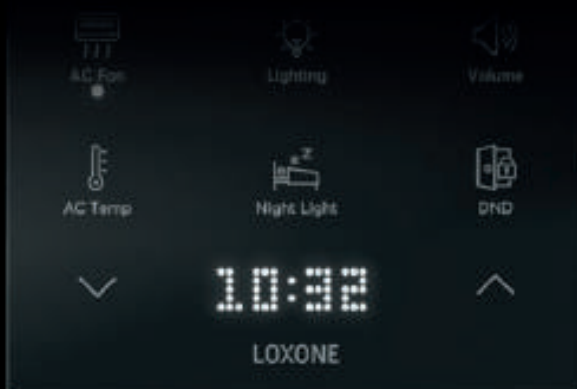 AC Fan Lighting Volume
AC Temp Night Light DND
10:32
LOXONE